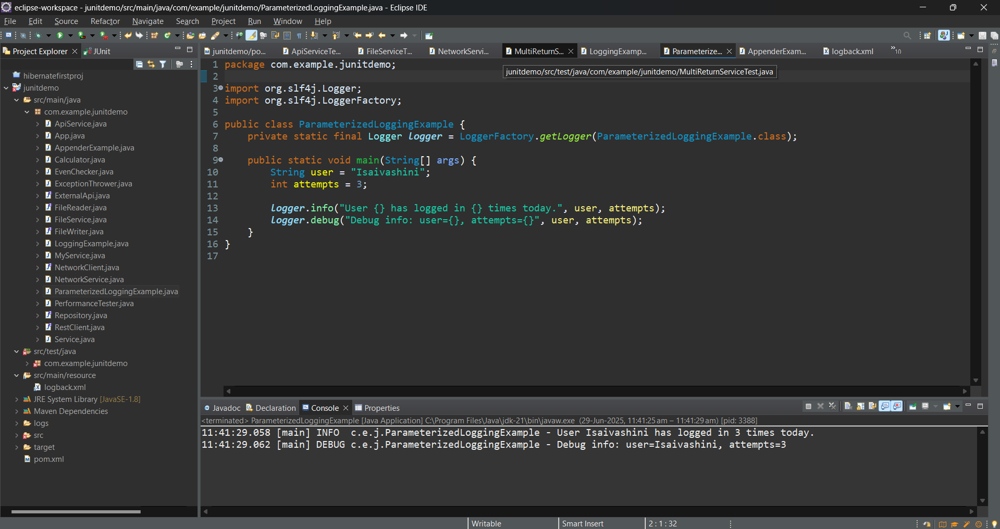 eclipse-workspace - junitdemo/src/main/java/com/example/junitdemo/ParameterizedLoggingExample.java - Eclipse IDE
File Edit Source Refactor Navigate Search Project Run Window Help
Project Explorer JUnit
hibernatefirstproj
junitdemo
src/main/java
com.example.junitdemo
ApiService.java
App.java
AppenderExample.java
Calculator.java
EvenChecker.java
ExceptionThrower.java
ExternalApi.java
FileReader.java
FileService.java
FileWriter.java
LoggingExample.java
MyService.java
NetworkClient.java
NetworkService.java
ParameterizedLoggingExample.java
PerformanceTester.java
Repository.java
RestClient.java
Service.java
src/test/java
com.example.junitdemo
src/main/resource
logback.xml
JRE System Library [JavaSE-1.8]
Maven Dependencies
logs
src
target
pom.xml
junitdemo/po... ApiServiceTe... FileServiceT... NetworkServi... MultiReturnS... LoggingExamp... Parameterize... AppenderExam... logback.xml »10
junitdemo/src/test/java/com/example/junitdemo/MultiReturnServiceTest.java
1 package com.example.junitdemo;
2
3 import org.slf4j.Logger;
4 import org.slf4j.LoggerFactory;
5
6 public class ParameterizedLoggingExample {
7 private static final Logger logger = LoggerFactory.getLogger(ParameterizedLoggingExample.class);
8
9 public static void main(String[] args) {
10 String user = "Isaivashini";
11 int attempts = 3;
12
13 logger.info("User {} has logged in {} times today.", user, attempts);
14 logger.debug("Debug info: user={}, attempts={}", user, attempts);
15 }
16 }
17
Javadoc Declaration Console Properties
<terminated> ParameterizedLoggingExample [Java Application] C:\Program Files\Java\jdk-21\bin\javaw.exe (29-Jun-2025, 11:41:25 am – 11:41:29 am) [pid: 3388]
11:41:29.058 [main] INFO c.e.j.ParameterizedLoggingExample - User Isaivashini has logged in 3 times today.
11:41:29.062 [main] DEBUG c.e.j.ParameterizedLoggingExample - Debug info: user=Isaivashini, attempts=3
Writable Smart Insert 2 : 1 : 32